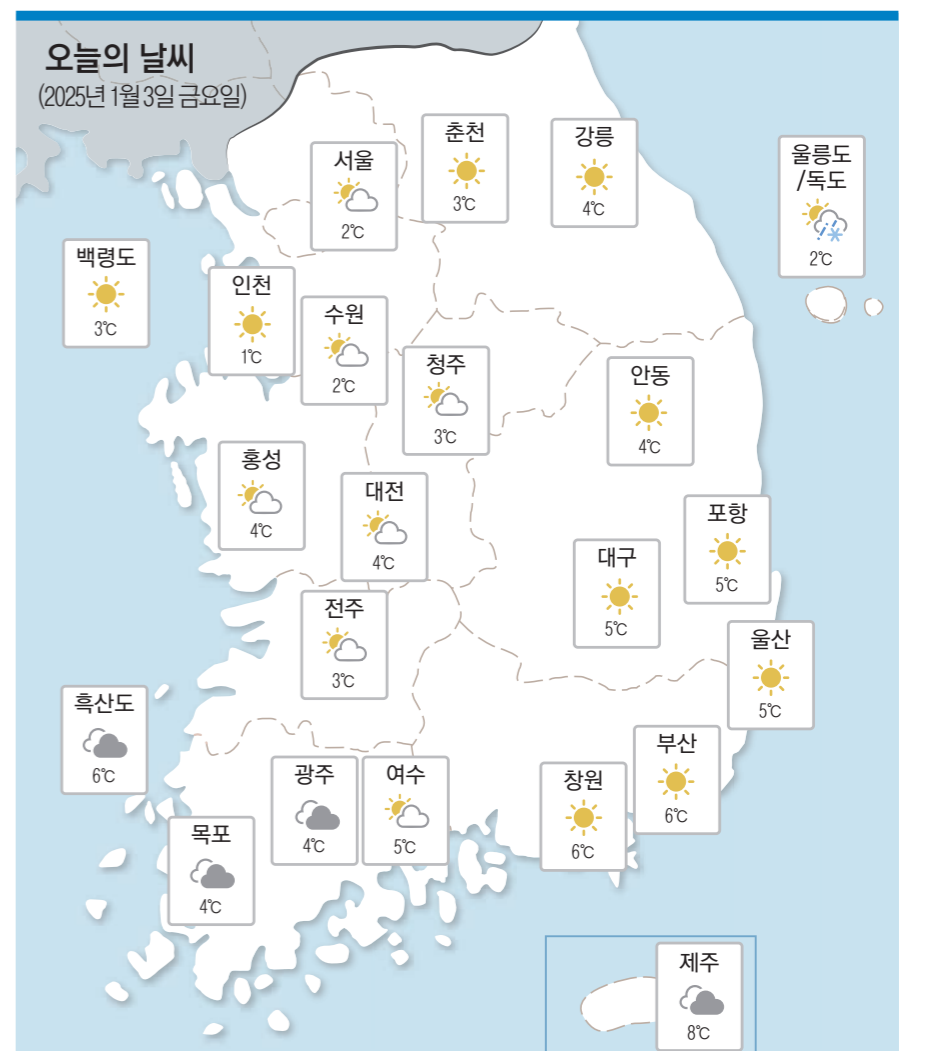 오늘의 날씨
(2025년 1월 3일 금요일)
춘천
3℃
강릉
4℃
서울
2℃
울릉도
/독도
2℃
백령도
3℃
인천
1℃
수원
2℃
청주
3℃
안동
4℃
홍성
4℃
대전
4℃
포항
5℃
대구
5℃
전주
3℃
울산
5℃
흑산도
6℃
부산
6℃
광주
4℃
여수
5℃
창원
6℃
목포
4℃
제주
8℃